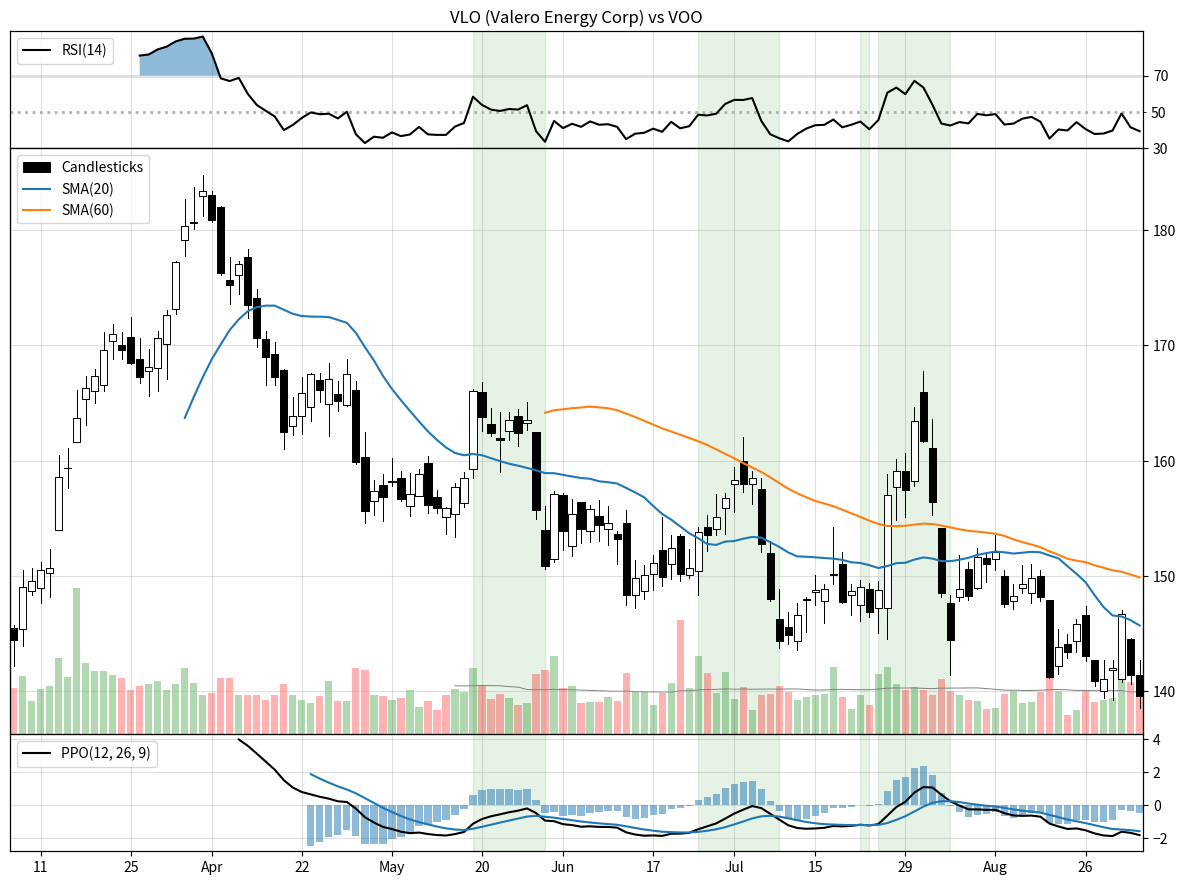 VLO (Valero Energy Corp) vs VOO
RSI(14)
70
50
30
Candlesticks
SMA(20)
SMA(60)
180
170
160
150
140
PPO(12, 26, 9)
4
2
0
−2
11 25 Apr 22 May 20 Jun 17 Jul 15 29 Aug 26